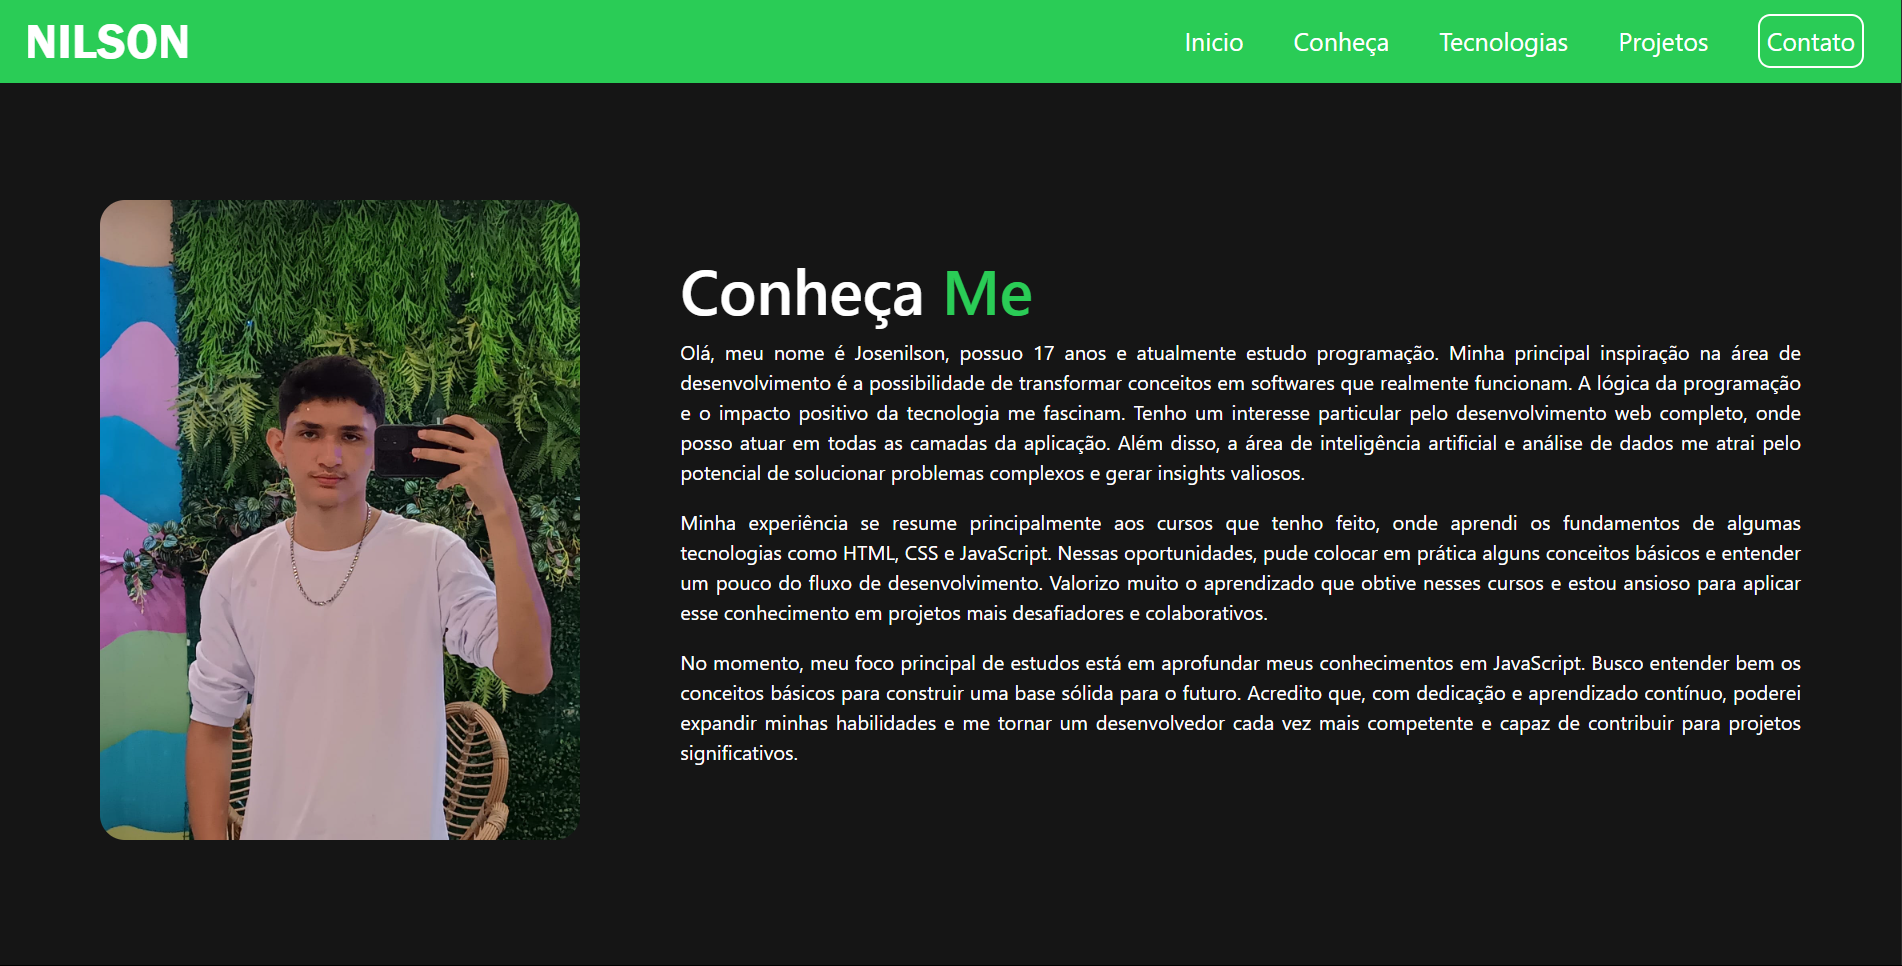 NILSON
Inicio Conheça Tecnologias Projetos Contato
Conheça Me
Olá, meu nome é Josenilson, possuo 17 anos e atualmente estudo programação. Minha principal inspiração na área de
desenvolvimento é a possibilidade de transformar conceitos em softwares que realmente funcionam. A lógica da programação
e o impacto positivo da tecnologia me fascinam. Tenho um interesse particular pelo desenvolvimento web completo, onde
posso atuar em todas as camadas da aplicação. Além disso, a área de inteligência artificial e análise de dados me atrai pelo
potencial de solucionar problemas complexos e gerar insights valiosos.
Minha experiência se resume principalmente aos cursos que tenho feito, onde aprendi os fundamentos de algumas
tecnologias como HTML, CSS e JavaScript. Nessas oportunidades, pude colocar em prática alguns conceitos básicos e entender
um pouco do fluxo de desenvolvimento. Valorizo muito o aprendizado que obtive nesses cursos e estou ansioso para aplicar
esse conhecimento em projetos mais desafiadores e colaborativos.
No momento, meu foco principal de estudos está em aprofundar meus conhecimentos em JavaScript. Busco entender bem os
conceitos básicos para construir uma base sólida para o futuro. Acredito que, com dedicação e aprendizado contínuo, poderei
expandir minhas habilidades e me tornar um desenvolvedor cada vez mais competente e capaz de contribuir para projetos
significativos.